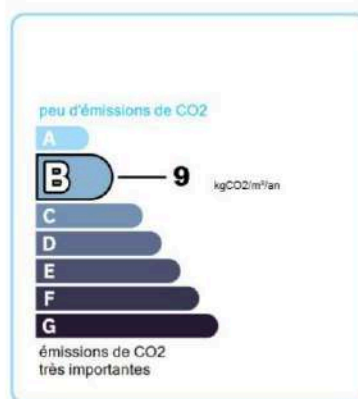 peu d'émissions de CO2
A
B 9 kgCO2/m²/an
C
D
E
F
G
émissions de CO2
très importantes